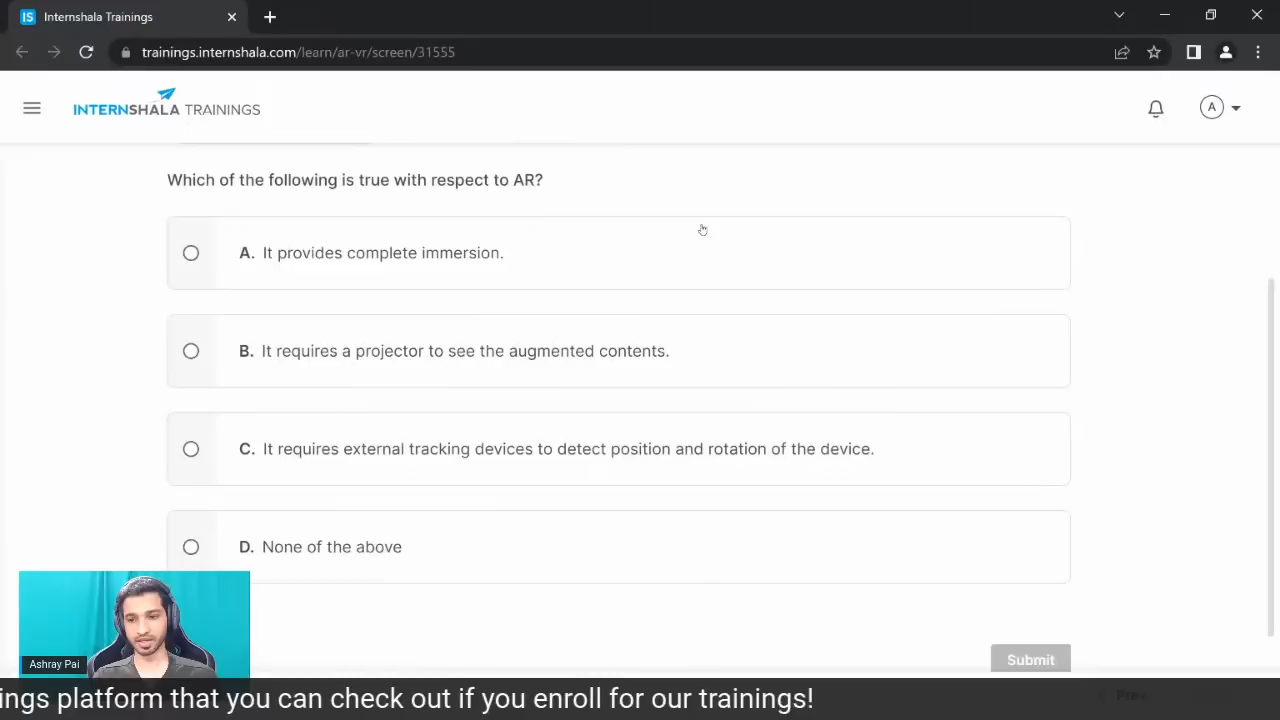 IS Internshala Trainings
trainings.internshala.com/learn/ar-vr/screen/31555
INTERNSHALA TRAININGS
A
Which of the following is true with respect to AR?
A. It provides complete immersion.
B. It requires a projector to see the augmented contents.
C. It requires external tracking devices to detect position and rotation of the device.
D. None of the above
Submit
Ashray Pai
ings platform that you can check out if you enroll for our trainings!